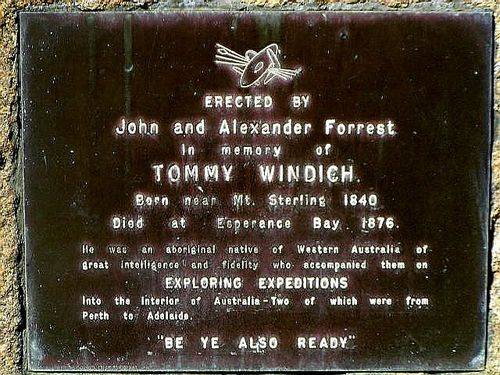 ERECTED BY
John and Alexander Forrest
In memory of
TOMMY WINDICH.
Born near Mt. Sterling 1840
Died at Esperance Bay 1876.
He was an aboriginal native of Western Australia of
great intelligence and fidelity who accompanied them on
EXPLORING EXPEDITIONS
Into the Interior of Australia-Two of which were from
Perth to Adelaide.
"BE YE ALSO READY"